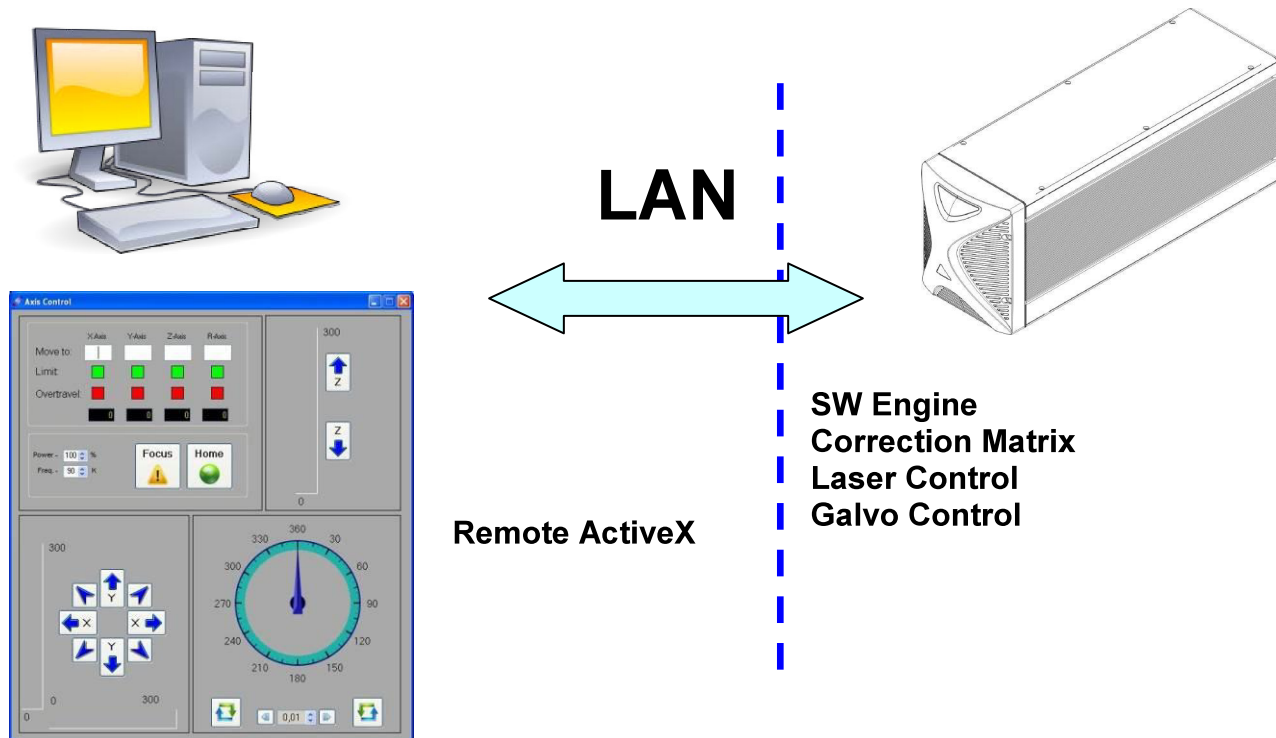 LAN
SW Engine
Correction Matrix
Laser Control
Galvo Control
Remote ActiveX
Axis Control
X-Axis Y-Axis Z-Axis R-Axis
Move to:
Limit:
Overtravel:
0 0 0 0
Power - 100 %
Freq. - 90 K
Focus Home
300
Z
Z
0
300
Y
X X
Y
0 300
0
360
330 30
300 60
270 90
240 120
210 150
180
0,01